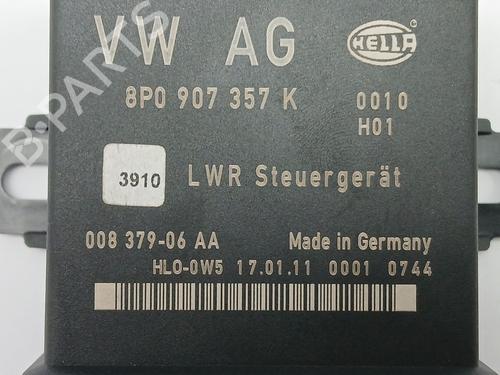 VW AG HELLA
8P0 907 357 K 0010
H01
3910 LWR Steuergerät
008 379-06 AA Made in Germany
HLO-0W5 17.01.11 0001 0744
B-PARTS